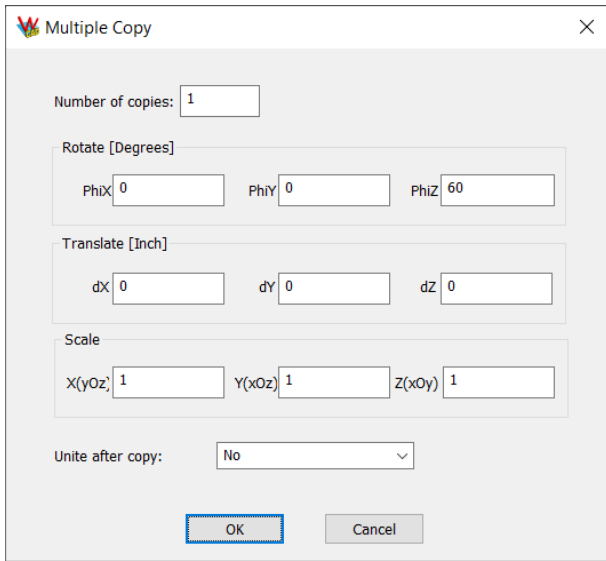 Multiple Copy
Number of copies: 1
Rotate [Degrees]
PhiX 0 PhiY 0 PhiZ 60
Translate [Inch]
dX 0 dY 0 dZ 0
Scale
X(yOz) 1 Y(xOz) 1 Z(xOy) 1
Unite after copy: No
OK Cancel